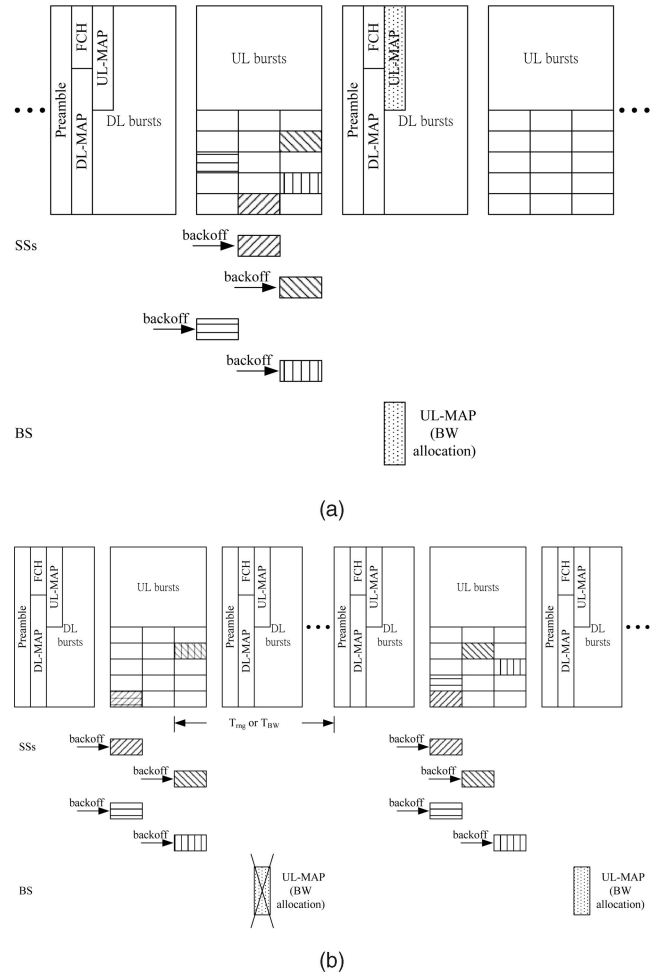 Preamble
FCH
DL-MAP
UL-MAP
DL bursts
UL bursts
Preamble
FCH
DL-MAP
UL-MAP
DL bursts
UL bursts
SSs
backoff
backoff
backoff
backoff
BS
UL-MAP
(BW
allocation)
(a)
Preamble
FCH
DL-MAP
UL-MAP
DL
bursts
UL bursts
Preamble
FCH
DL-MAP
UL-MAP
DL
bursts
Preamble
FCH
DL-MAP
UL-MAP
DL
bursts
UL bursts
Preamble
FCH
DL-MAP
UL-MAP
DL
bursts
Trng or TBW
SSs
backoff
backoff
backoff
backoff
backoff
backoff
backoff
backoff
BS
UL-MAP
(BW
allocation)
UL-MAP
(BW
allocation)
(b)